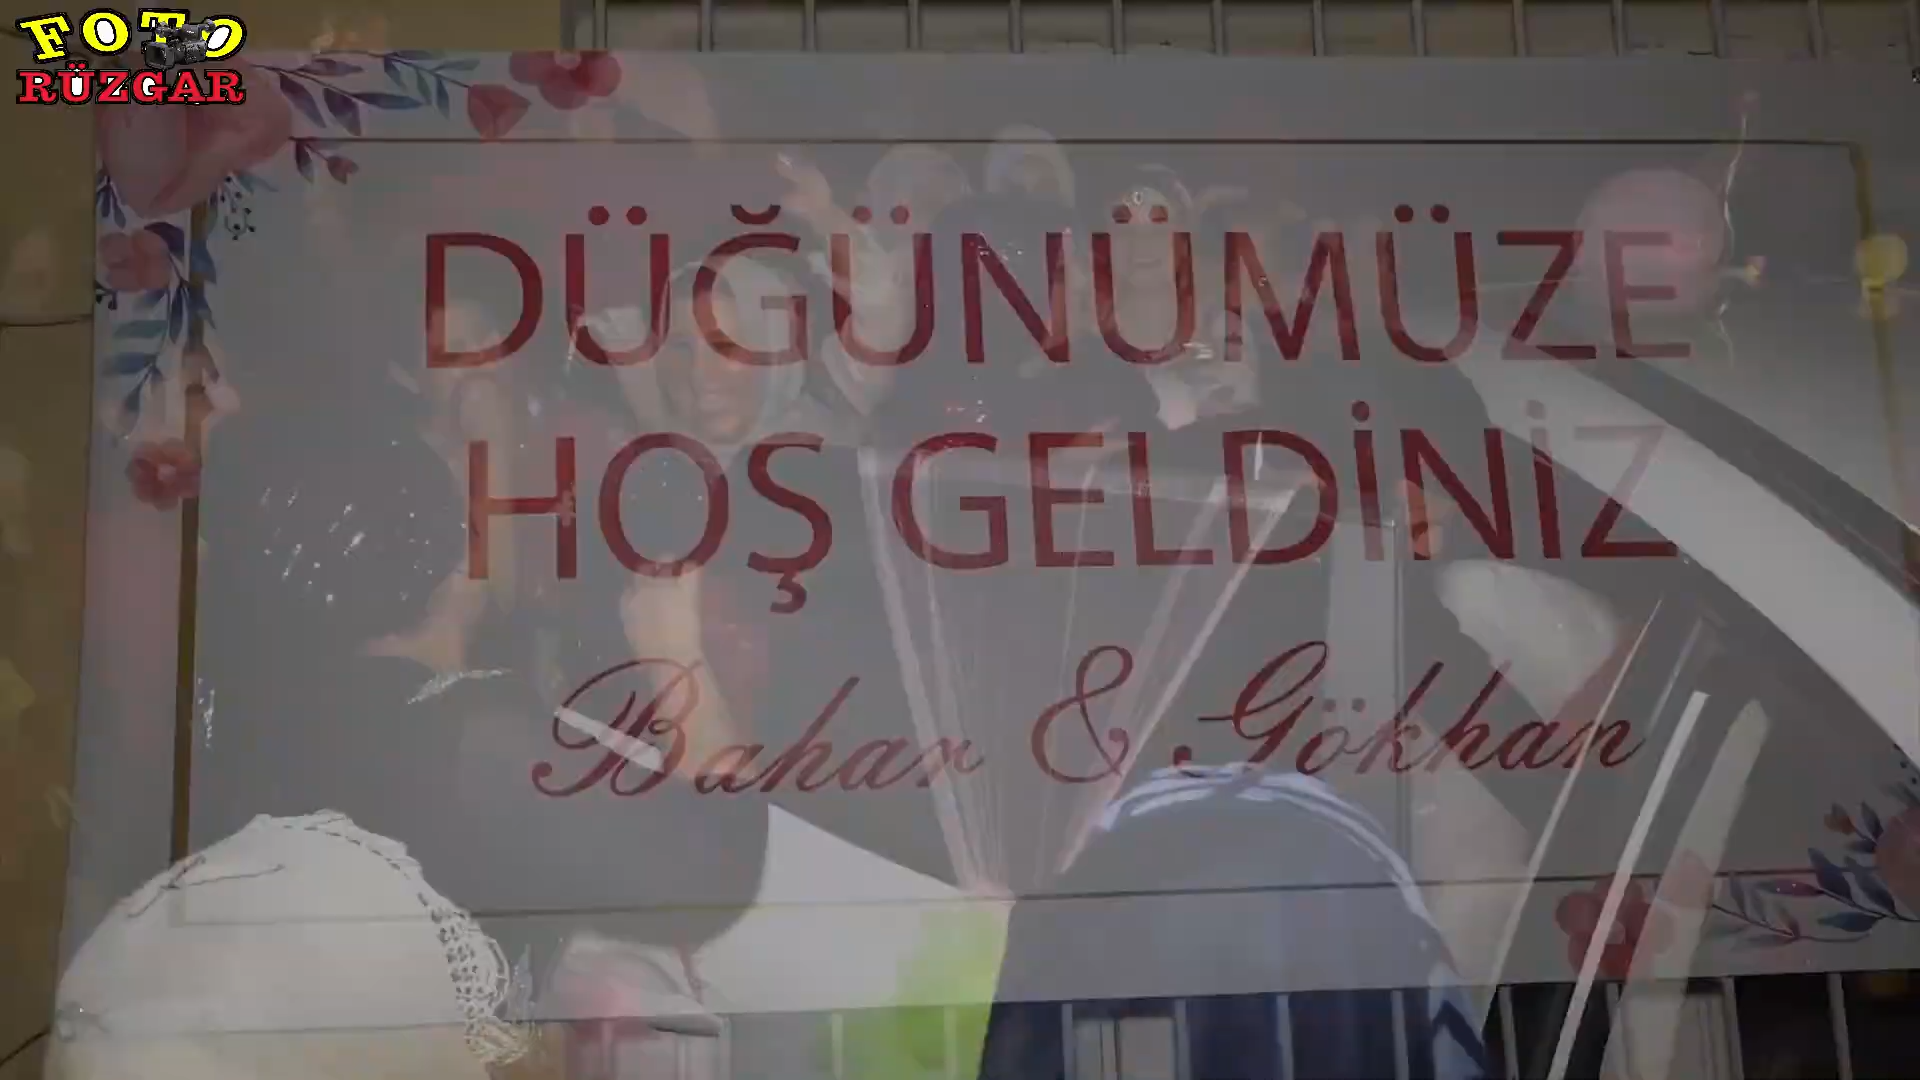 FOTO
RÜZGAR
DÜĞÜNÜMÜZE
HOŞ GELDİNİZ
Bahar & Gökhan